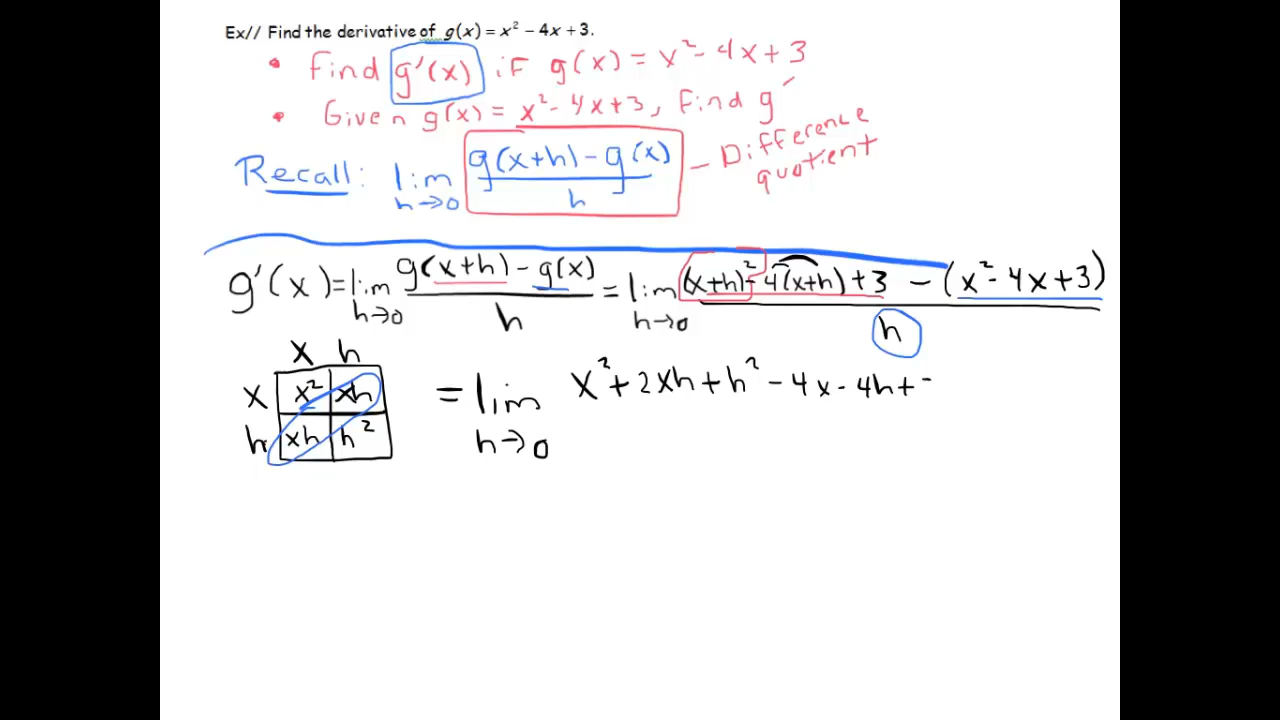 Ex// Find the derivative of g(x) = x² – 4x + 3.
• Find g'(x) if g(x) = x² – 4x + 3
• Given g(x) = x² – 4x + 3, find g'
Recall: lim h→0 g(x+h) – g(x) / h – Difference quotient
g'(x) = lim h→0 g(x+h) – g(x) / h = lim h→0 (x+h)² – 4(x+h) + 3 – (x² – 4x + 3) / h
x h
x x² xh
h xh h²
= lim h→0 x² + 2xh + h² – 4x – 4h +